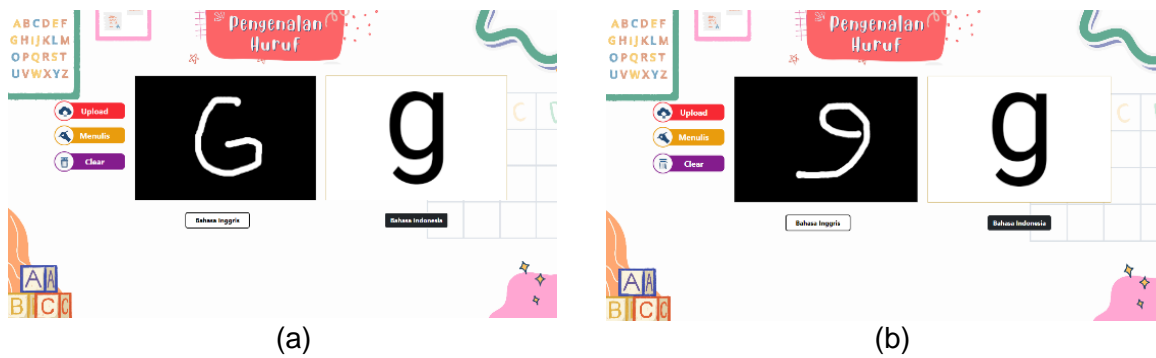 ABCDEF
GHIJKLM
OPQRST
UVWXYZ
Pengenalan
Huruf
Upload
Menulis
Clear
G
g
C
Bahasa Inggris
Bahasa Indonesia
A A
B C C
(a)
ABCDEF
GHIJKLM
OPQRST
UVWXYZ
Pengenalan
Huruf
Upload
Menulis
Clear
g
g
C
Bahasa Inggris
Bahasa Indonesia
A A
B C C
(b)